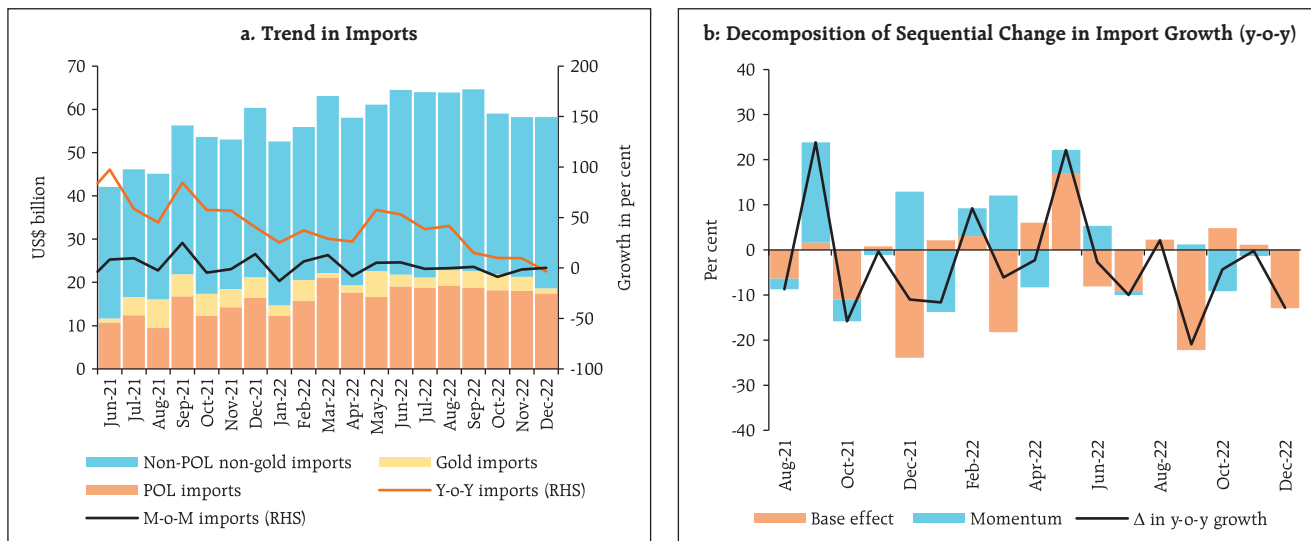 a. Trend in Imports
70
60
50
40
30
20
10
0
US$ billion
200
150
100
50
0
-50
-100
Growth in per cent
Jun-21
Jul-21
Aug-21
Sep-21
Oct-21
Nov-21
Dec-21
Jan-22
Feb-22
Mar-22
Apr-22
May-22
Jun-22
Jul-22
Aug-22
Sep-22
Oct-22
Nov-22
Dec-22
Non-POL non-gold imports
Gold imports
POL imports
Y-o-Y imports (RHS)
M-o-M imports (RHS)
b: Decomposition of Sequential Change in Import Growth (y-o-y)
40
30
20
10
0
-10
-20
-30
-40
Per cent
Aug-21
Oct-21
Dec-21
Feb-22
Apr-22
Jun-22
Aug-22
Oct-22
Dec-22
Base effect
Momentum
Δ in y-o-y growth